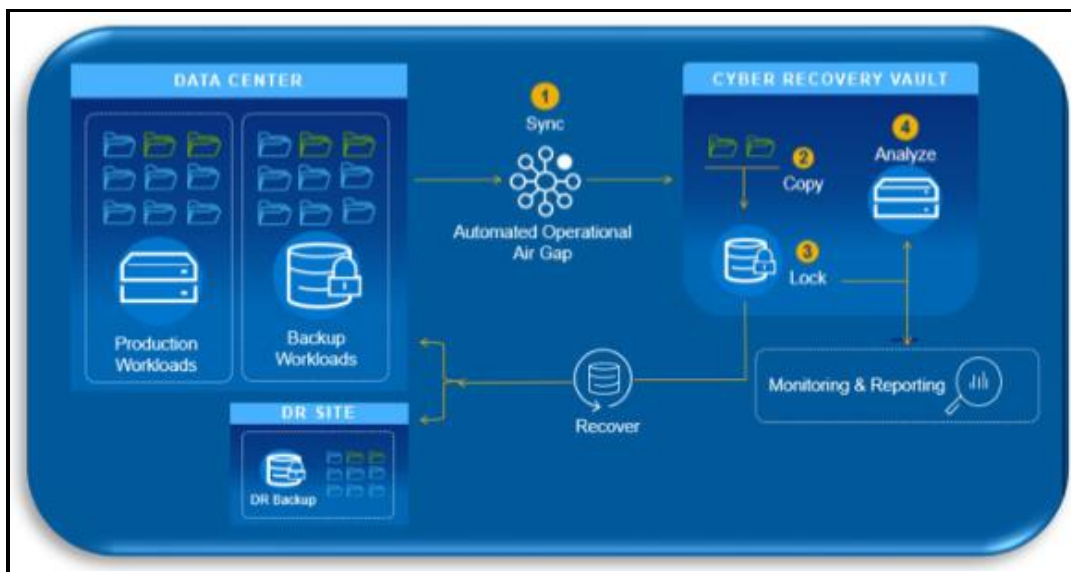 DATA CENTER
Production
Workloads
Backup
Workloads
1
Sync
Automated Operational
Air Gap
CYBER RECOVERY VAULT
2
Copy
3
Lock
4
Analyze
Monitoring & Reporting
Recover
DR SITE
DR Backup